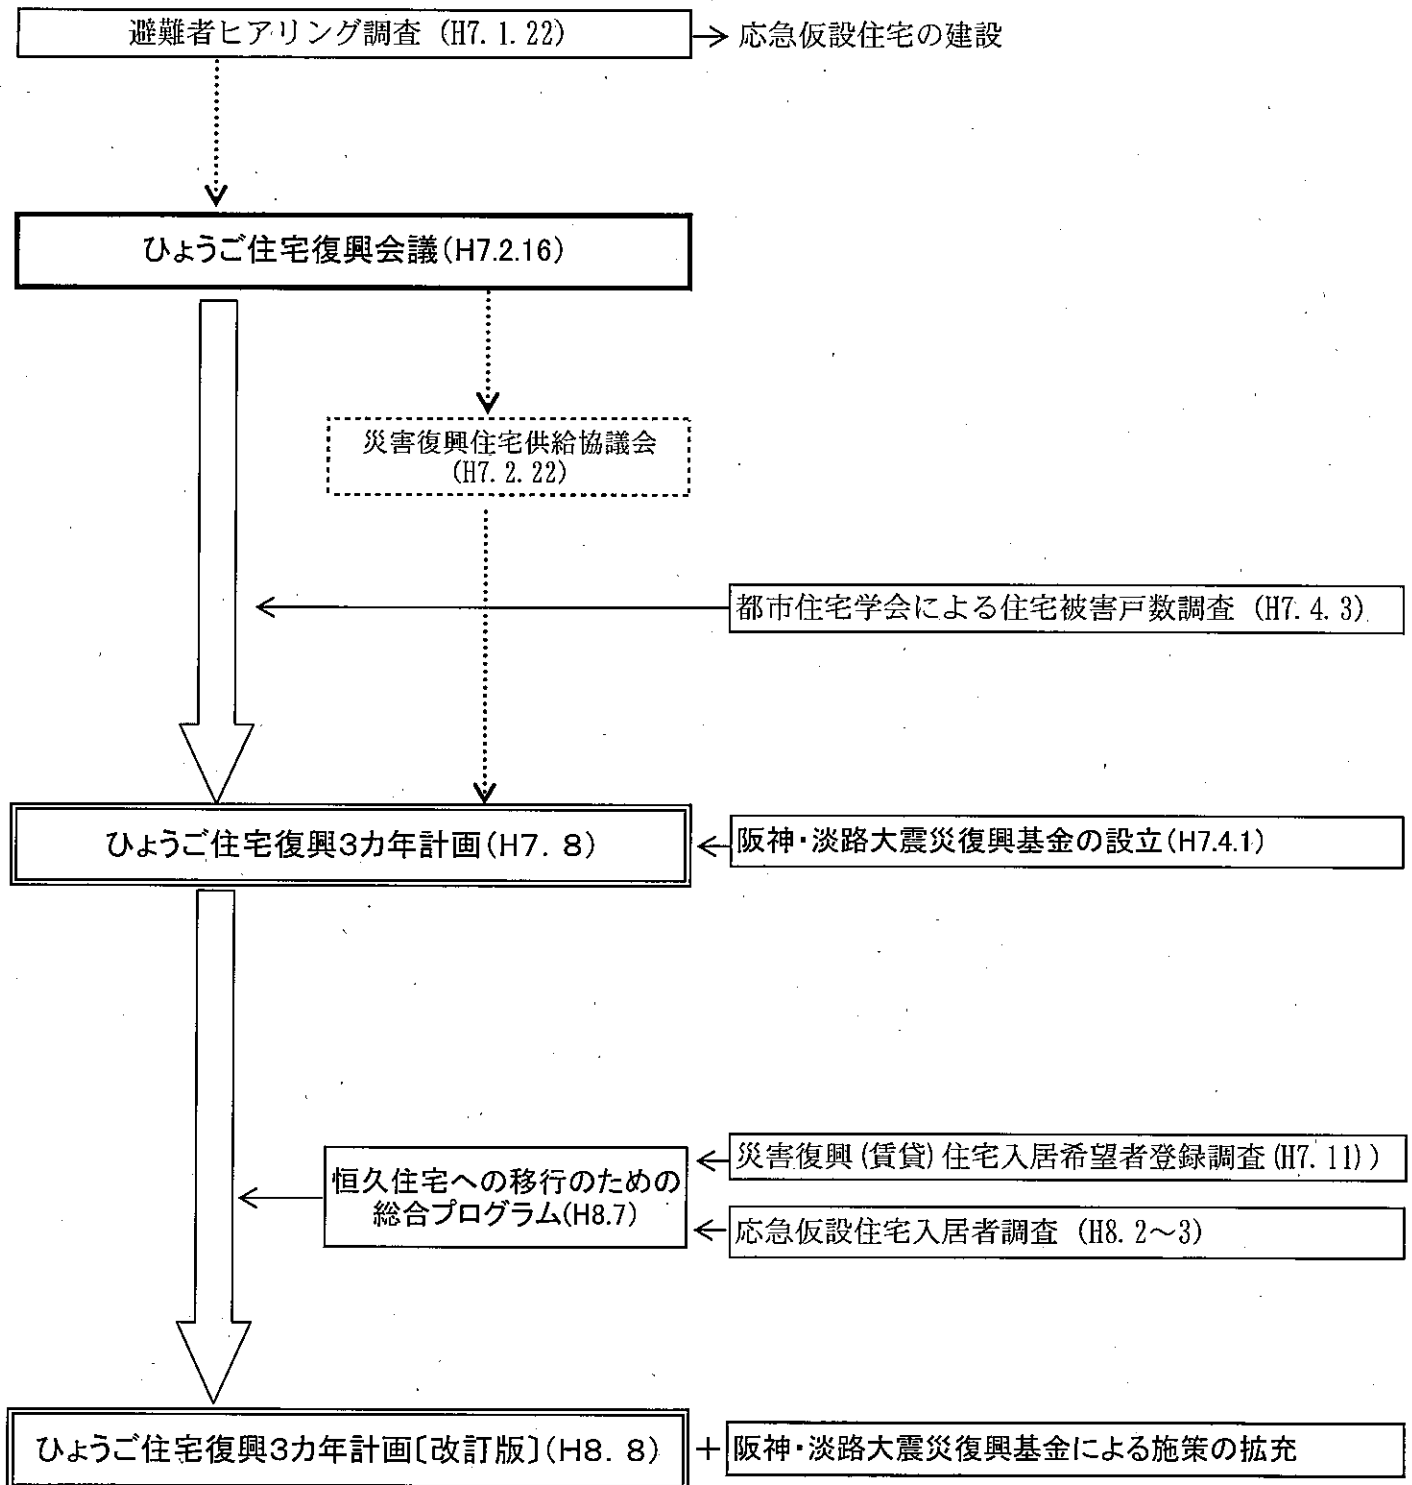 避難者ヒアリング調査 (H7. 1. 22)
応急仮設住宅の建設
ひょうご住宅復興会議(H7.2.16)
災害復興住宅供給協議会
(H7. 2. 22)
都市住宅学会による住宅被害戸数調査 (H7. 4. 3)
ひょうご住宅復興3カ年計画(H7. 8)
阪神・淡路大震災復興基金の設立(H7.4.1)
災害復興(賃貸)住宅入居希望者登録調査(H7. 11))
恒久住宅への移行のための
総合プログラム(H8.7)
応急仮設住宅入居者調査 (H8. 2～3)
ひょうご住宅復興3カ年計画〔改訂版〕(H8. 8)
+
阪神・淡路大震災復興基金による施策の拡充